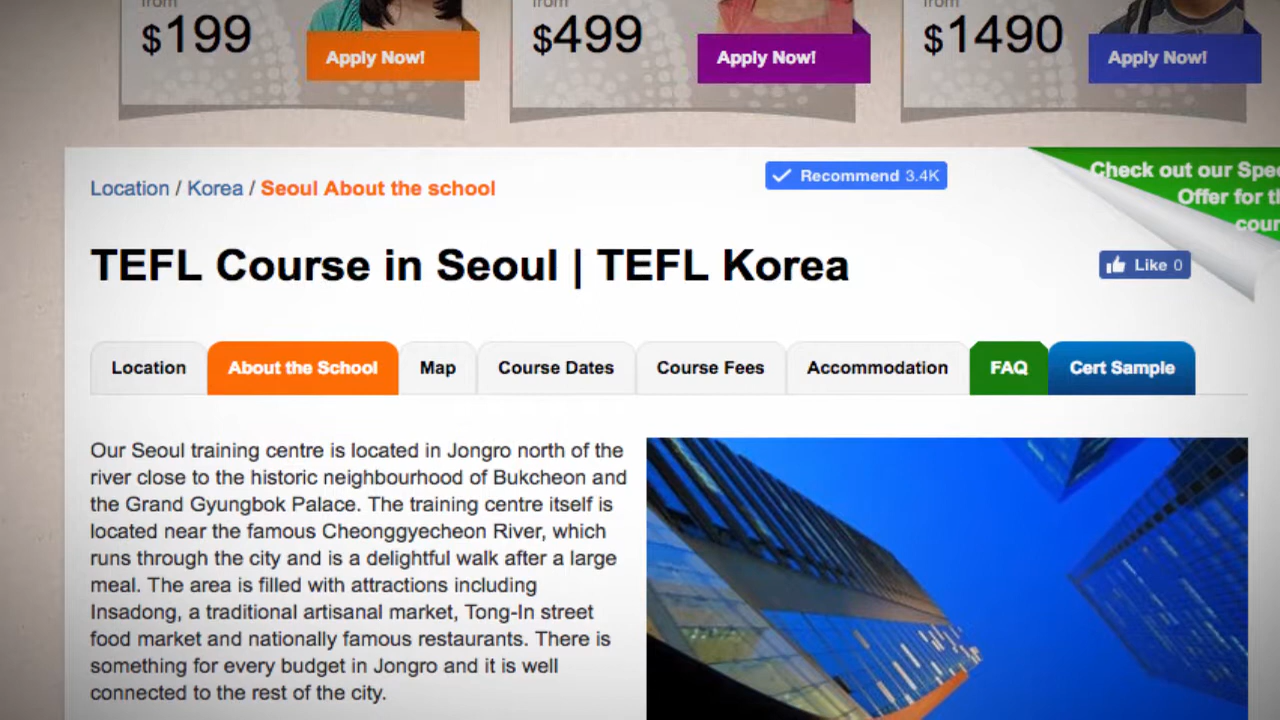 from
from
from
$199
$499
$1490
Apply Now!
Apply Now!
Apply Now!
Location / Korea / Seoul About the school
Recommend 3.4K
Check out our
Offer for
TEFL Course in Seoul | TEFL Korea
Like 0
Location
About the School
Map
Course Dates
Course Fees
Accommodation
FAQ
Cert Sample
Our Seoul training centre is located in Jongro north of the
river close to the historic neighbourhood of Bukcheon and
the Grand Gyungbok Palace. The training centre itself is
located near the famous Cheonggyecheon River, which
runs through the city and is a delightful walk after a large
meal. The area is filled with attractions including
Insadong, a traditional artisanal market, Tong-In street
food market and nationally famous restaurants. There is
something for every budget in Jongro and it is well
connected to the rest of the city.